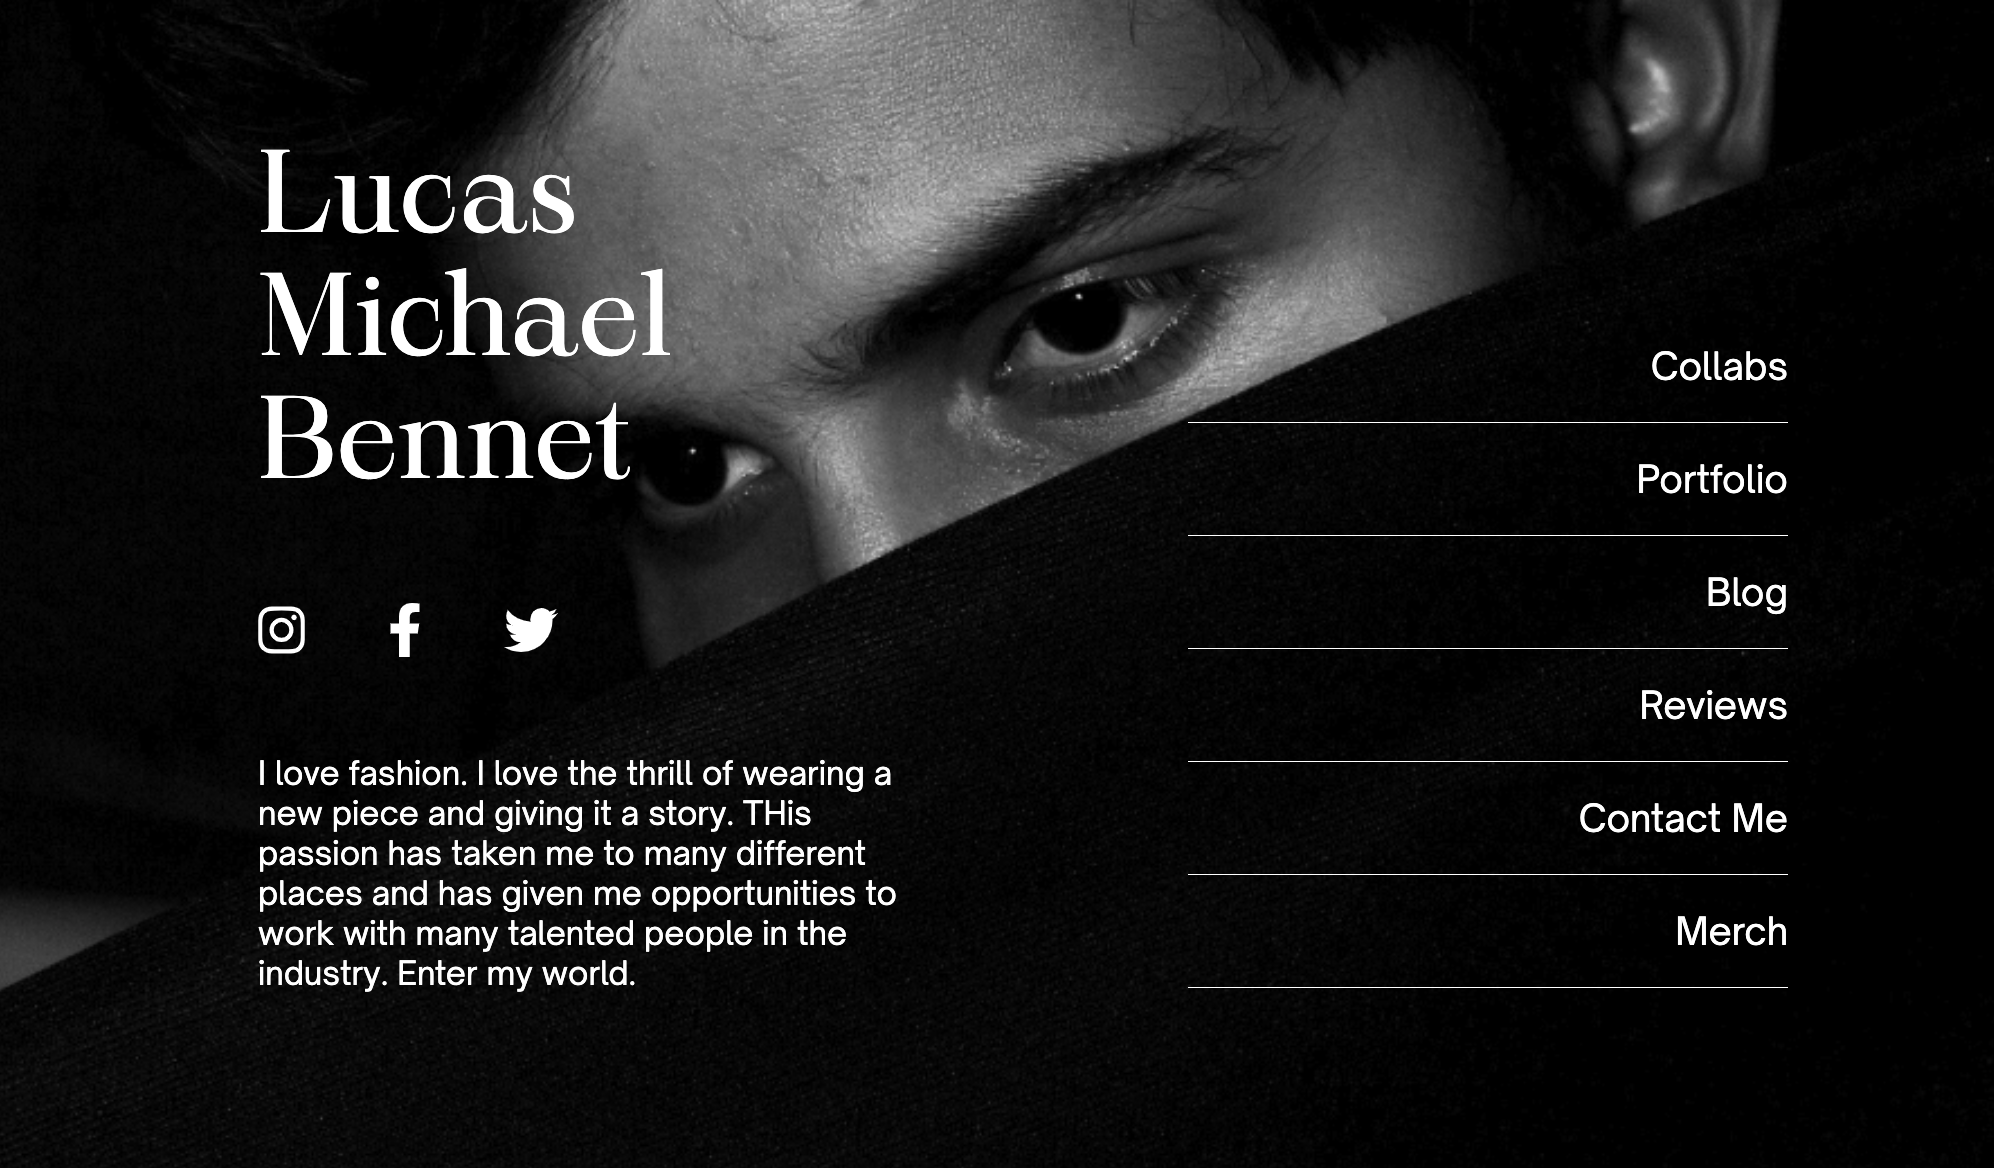 Lucas
Michael
Bennet
I love fashion. I love the thrill of wearing a
new piece and giving it a story. THis
passion has taken me to many different
places and has given me opportunities to
work with many talented people in the
industry. Enter my world.
Collabs
Portfolio
Blog
Reviews
Contact Me
Merch